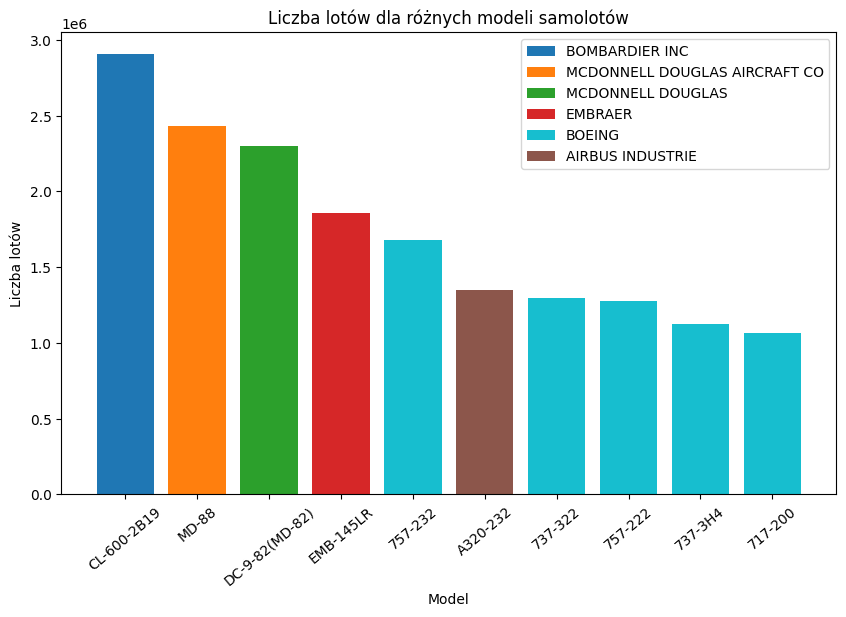 Liczba lotów dla różnych modeli samolotów
1e6
3.0
2.5
2.0
1.5
1.0
0.5
0.0
Liczba lotów
BOMBARDIER INC
MCDONNELL DOUGLAS AIRCRAFT CO
MCDONNELL DOUGLAS
EMBRAER
BOEING
AIRBUS INDUSTRIE
CL-600-2B19
MD-88
DC-9-82(MD-82)
EMB-145LR
757-232
A320-232
737-322
757-222
737-3H4
717-200
Model